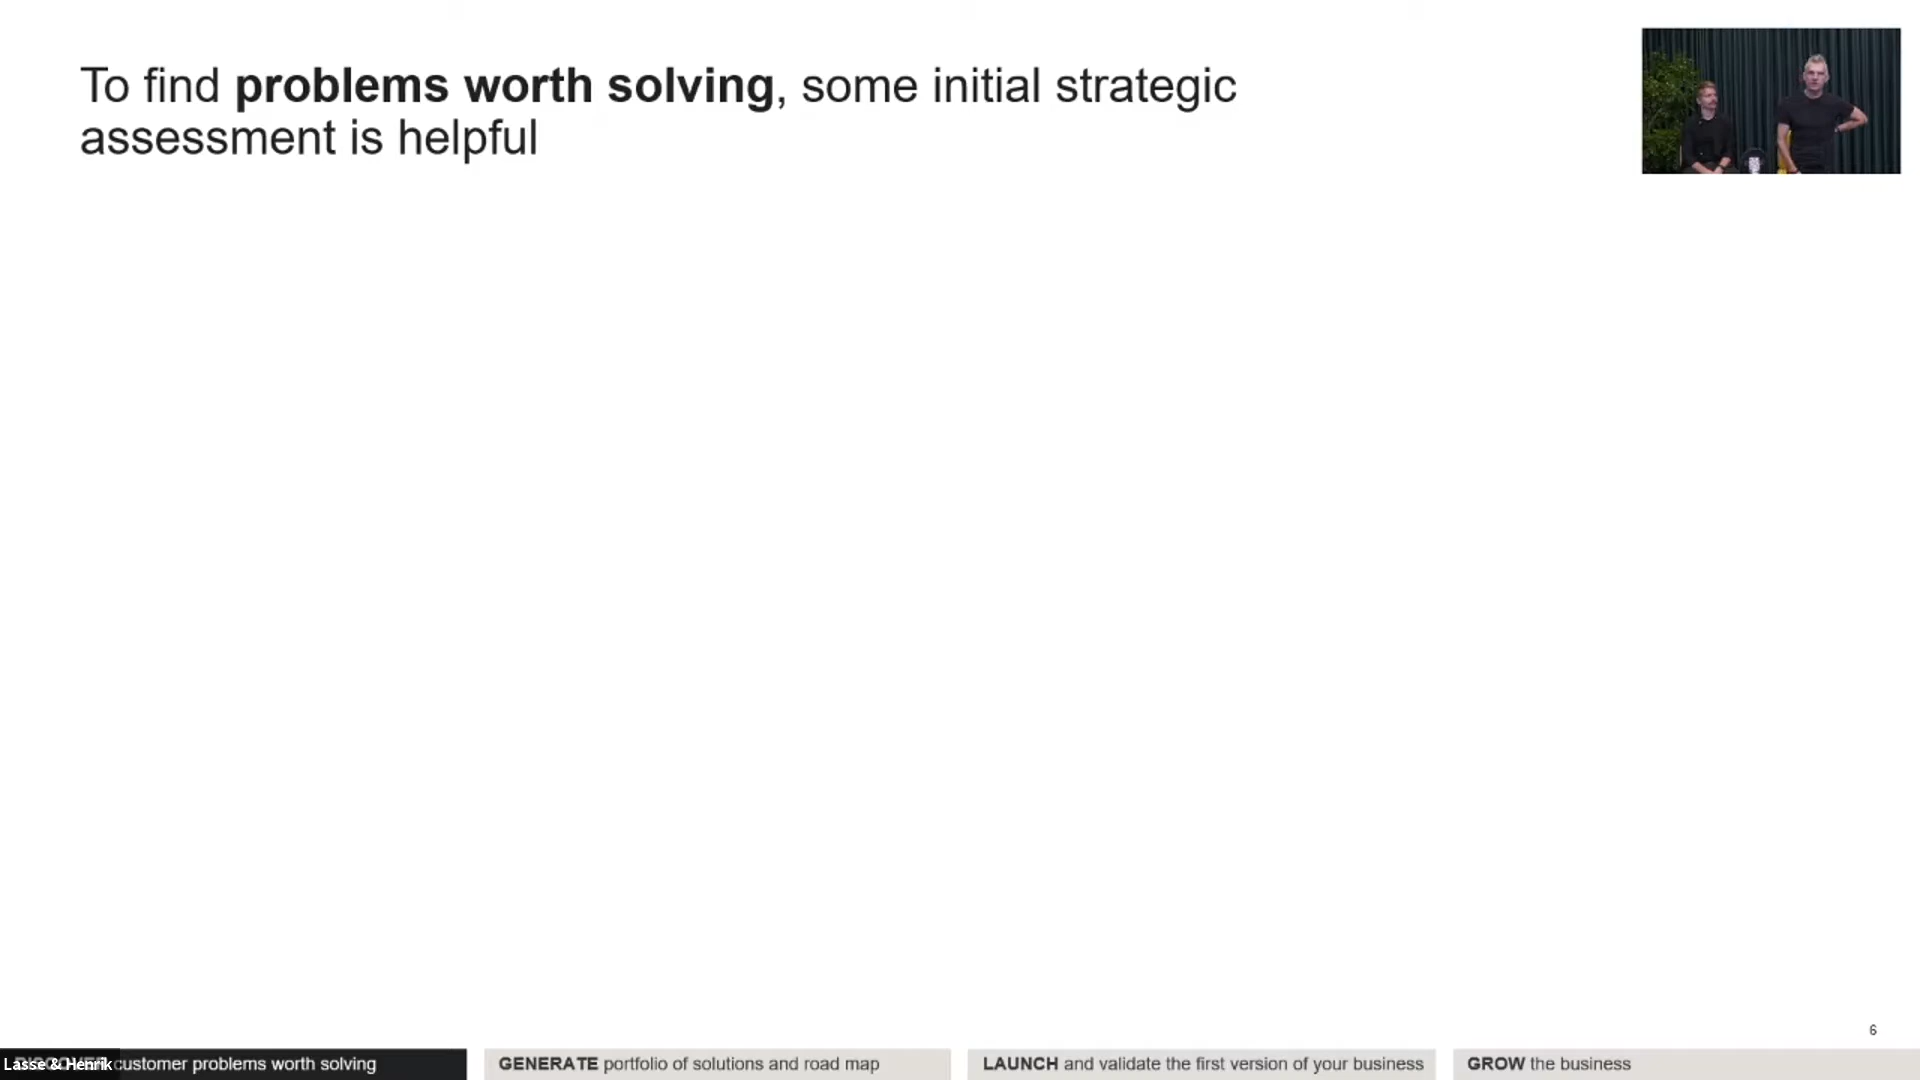 To find problems worth solving, some initial strategic
assessment is helpful
6
Lasse & Henrik customer problems worth solving
GENERATE portfolio of solutions and road map
LAUNCH and validate the first version of your business
GROW the business